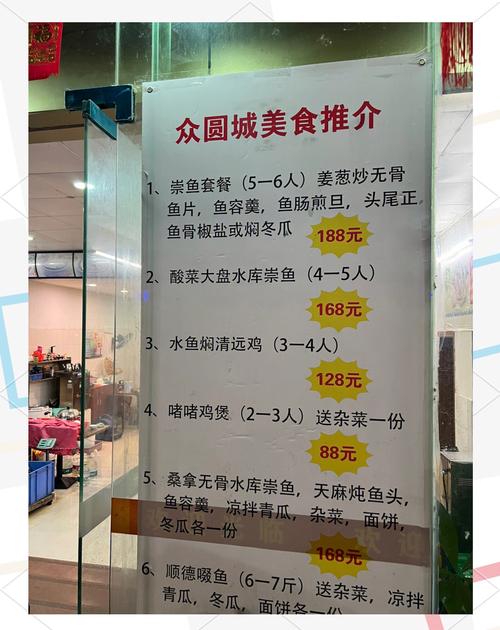 福
众圆城美食推介
1、崇鱼套餐（5一6人）姜葱炒无骨
鱼片，鱼容羹，鱼肠煎旦，头尾正，
鱼骨椒盐或焖冬瓜
188元
2、酸菜大盘水库崇鱼（4一5人）
168元
3、水鱼焖清远鸡（3一4人）
128元
4、啫啫鸡煲（2一3人）送杂菜一份
88元
5、桑拿无骨水库崇鱼，天麻炖鱼头，
鱼容羹，凉拌青瓜，杂菜，面饼，
冬瓜各一份
临 欢迎
168元
6、顺德啜鱼（6一7斤）送杂菜，凉拌
青瓜，冬瓜，面饼各一份